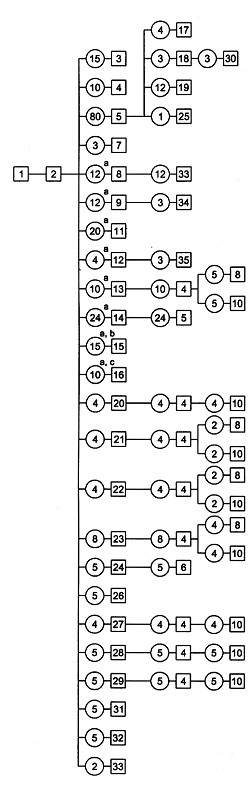 4 17
15 3 3 18 3 30
10 4 12 19
80 5 1 25
3 7
1 2 12 a 8 12 33
12 a 9 3 34
20 a 11
4 a 12 3 35
5 8
10 a 13 10 4
5 10
24 a 14 24 5
15 a, b 15
10 a, c 16
4 20 4 4 4 10
2 8
4 21 4 4
2 10
2 8
4 22 4 4
2 10
4 8
8 23 8 4
4 10
5 24 5 6
5 26
4 27 4 4 4 10
5 28 5 4 5 10
5 29 5 4 5 10
5 31
5 32
2 33